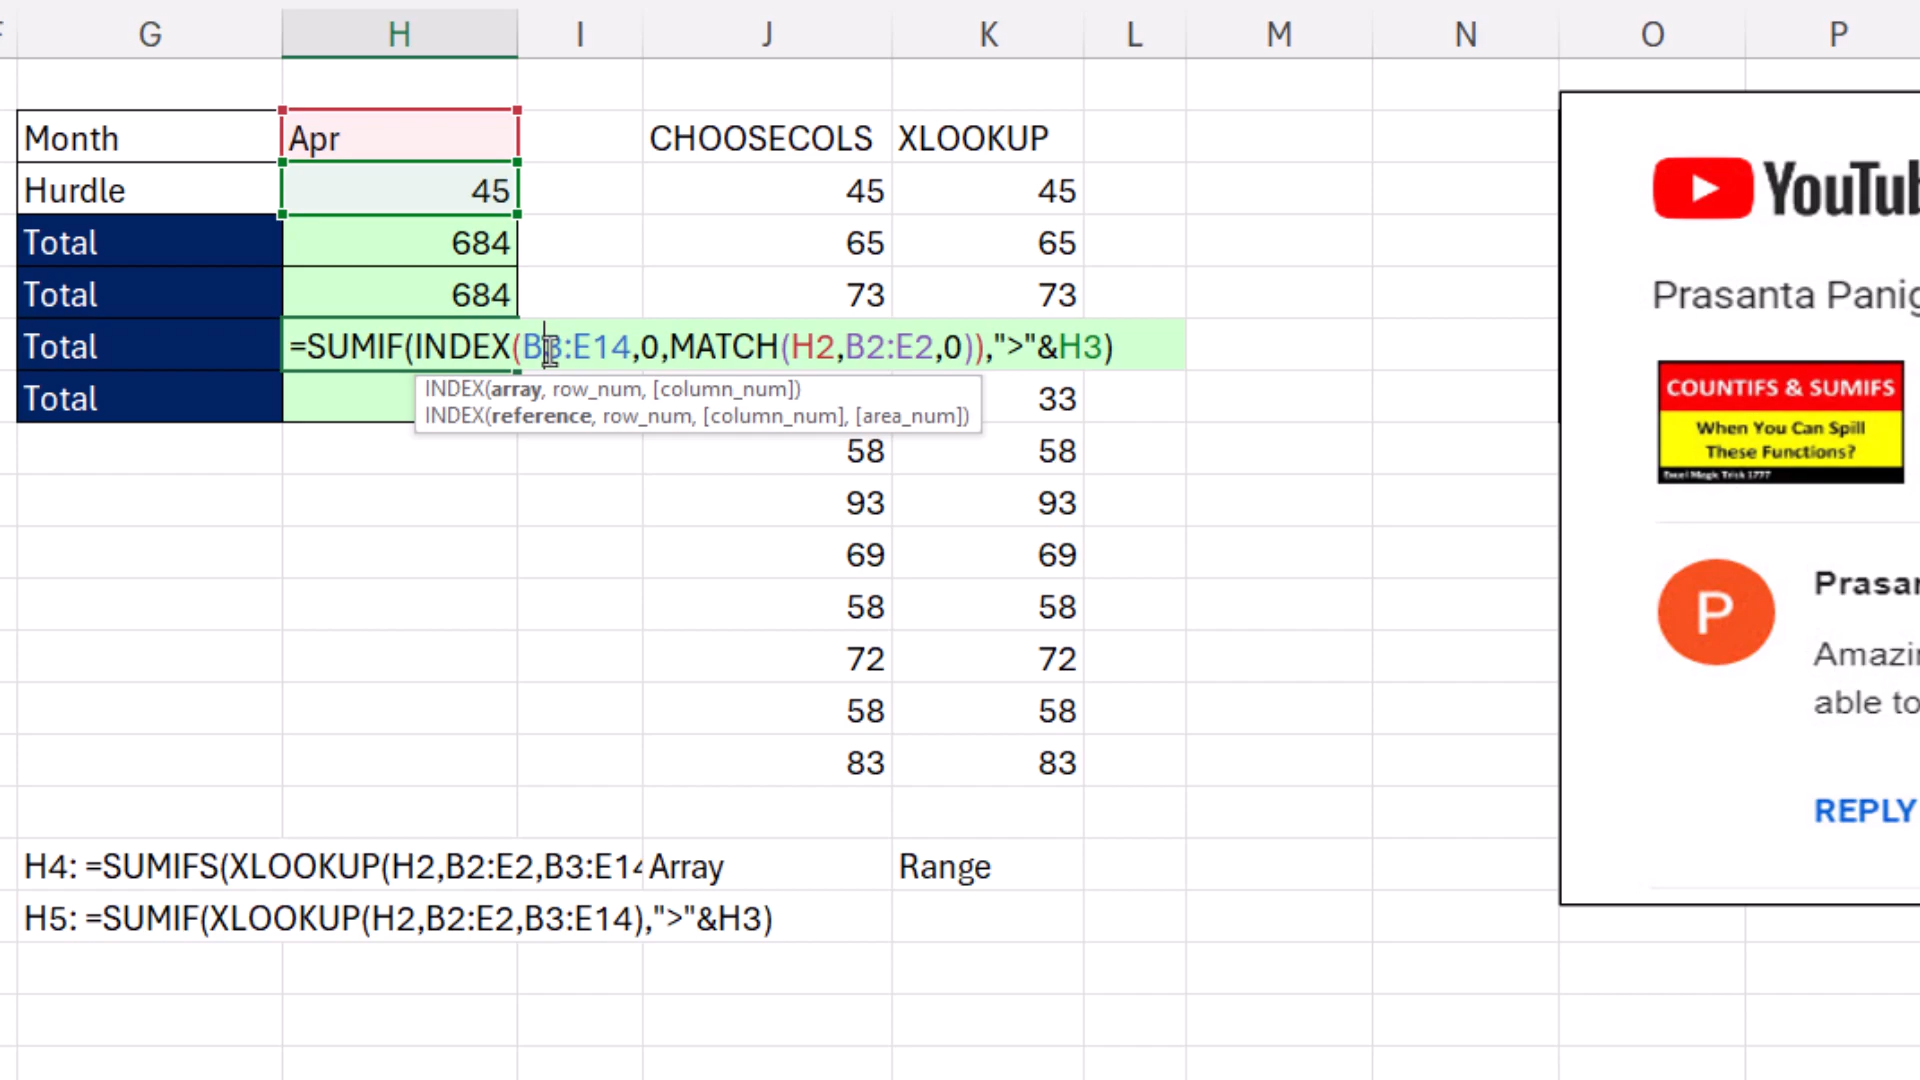 G H I J K L M N O P
Month Apr CHOOSECOLS XLOOKUP
Hurdle 45 45 45
Total 684 65 65
Total 684 73 73
Total =SUMIF(INDEX(B3:E14,0,MATCH(H2,B2:E2,0)),">"&H3)
Total 33
INDEX(array, row_num, [column_num])
INDEX(reference, row_num, [column_num], [area_num])
58 58
93 93
69 69
58 58
72 72
58 58
83 83
H4: =SUMIFS(XLOOKUP(H2,B2:E2,B3:E14 Array Range
H5: =SUMIF(XLOOKUP(H2,B2:E2,B3:E14),">"&H3)
YouTub
Prasanta Panig
COUNTIFS & SUMIFS
When You Can Spill
These Functions?
Excel Magic Trick 1777
P
Prasan
Amazin
able to
REPLY